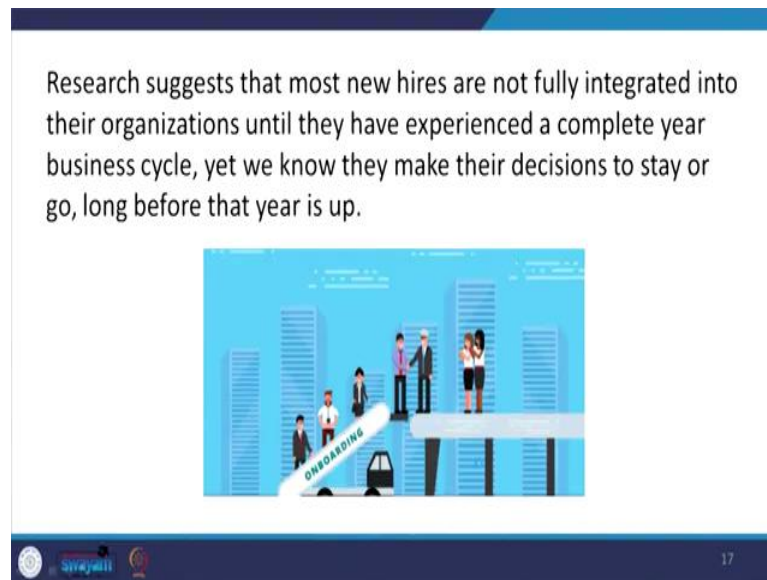 Research suggests that most new hires are not fully integrated into
their organizations until they have experienced a complete year
business cycle, yet we know they make their decisions to stay or
go, long before that year is up.
ONBOARDING
swayam
17